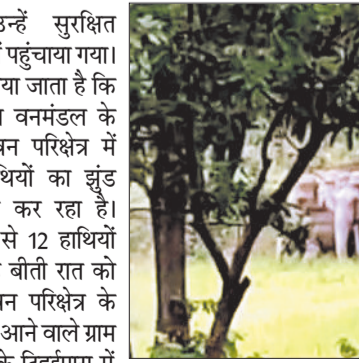 उन्हें सुरक्षित
पहुंचाया गया।
जाता है कि
वनमंडल के
परिक्षेत्र में
का झुंड
कर रहा है।
से 12 हाथियों
बीती रात को
परिक्षेत्र के
आने वाले ग्राम
में